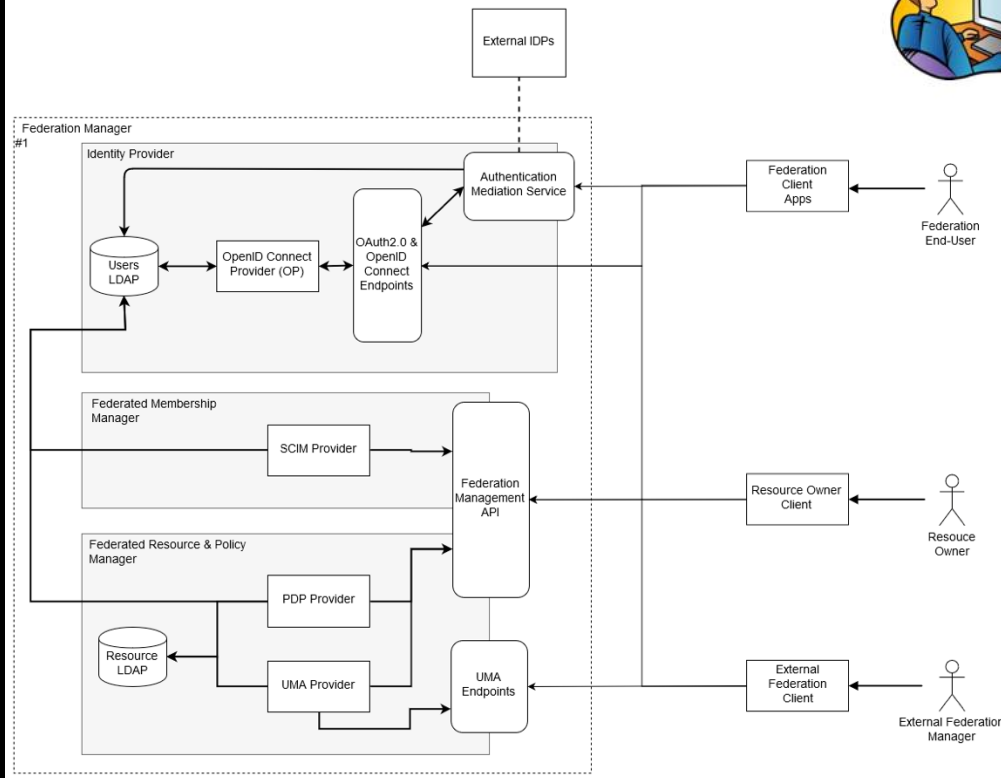 External IDPs
Federation Manager
#1
Identity Provider
Authentication
Mediation Service
Users
LDAP
OpenID Connect
Provider (OP)
OAuth2.0 &
OpenID
Connect
Endpoints
Federation
Client
Apps
Federation
End-User
Federated Membership
Manager
SCIM Provider
Federation
Management
API
Resource Owner
Client
Resouce
Owner
Federated Resource & Policy
Manager
PDP Provider
Resource
LDAP
UMA Provider
UMA
Endpoints
External
Federation
Client
External Federation
Manager